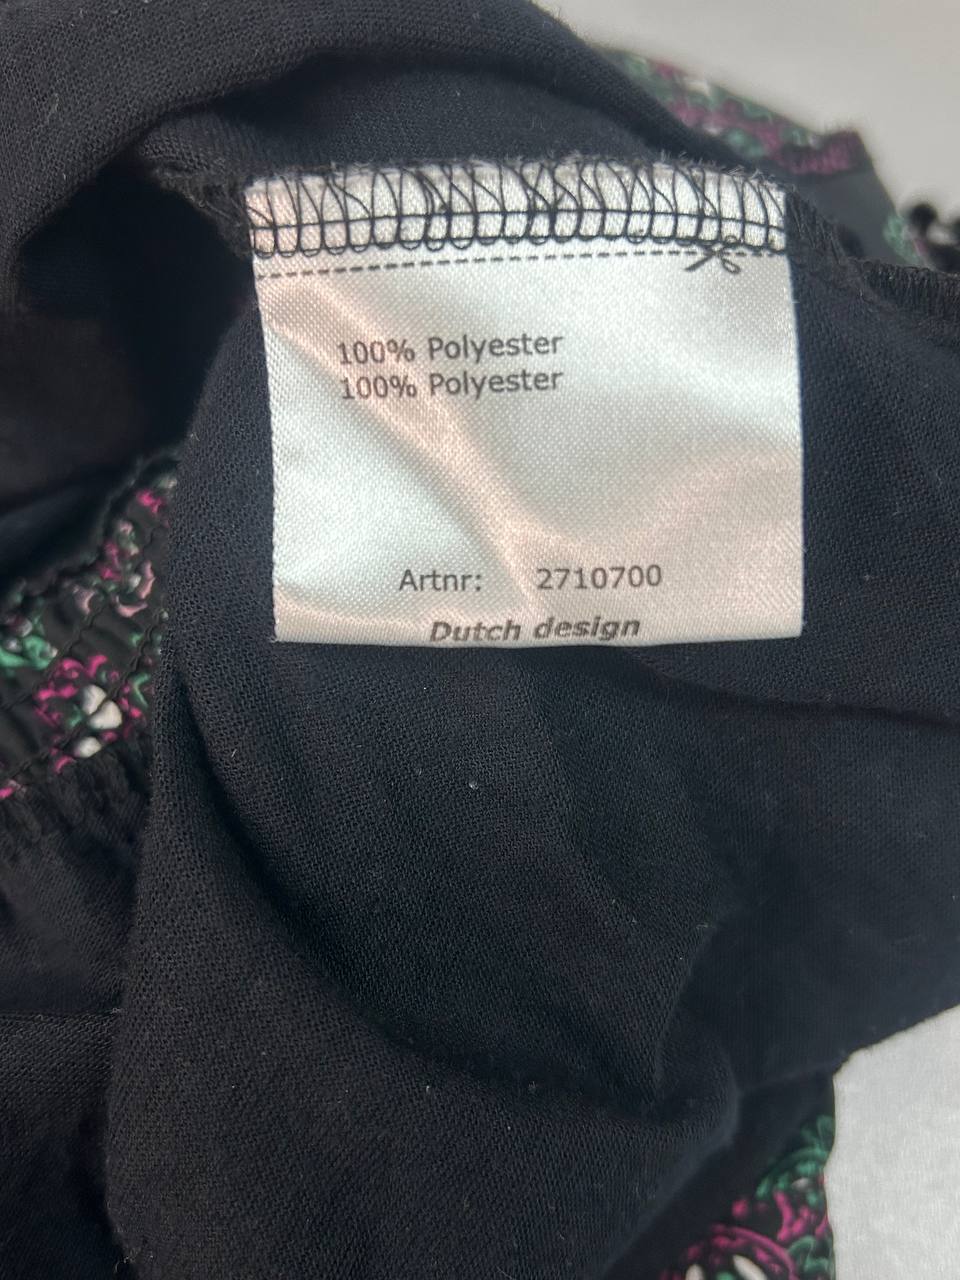 100% Polyester
100% Polyester
Artnr: 2710700
Dutch design